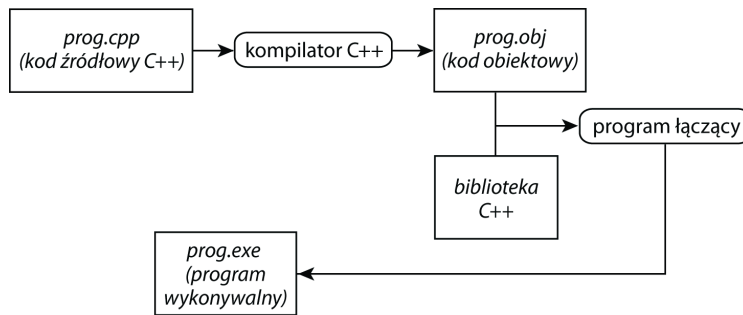 prog.cpp
(kod źródłowy C++)
kompilator C++
prog.obj
(kod obiektowy)
program łączący
biblioteka
C++
prog.exe
(program
wykonywalny)